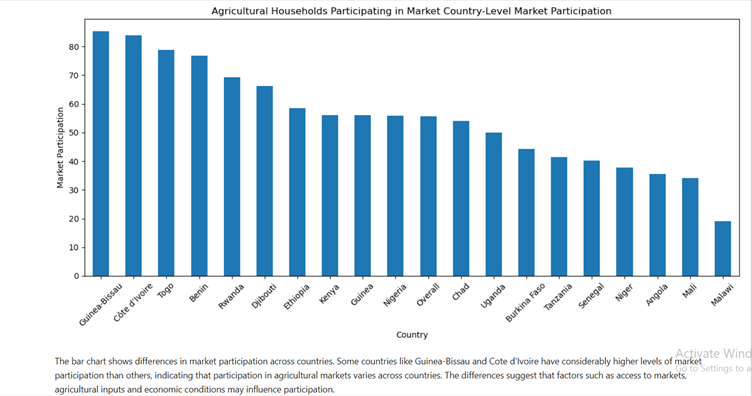 Agricultural Households Participating in Market Country-Level Market Participation
Market Participation
80
70
60
50
40
30
20
10
0
Guinea-Bissau
Côte d'Ivoire
Togo
Benin
Rwanda
Djibouti
Ethiopia
Kenya
Guinea
Nigeria
Overall
Chad
Uganda
Burkina Faso
Tanzania
Senegal
Niger
Angola
Mali
Malawi
Country
Activate Wind
Go to Settings to a
The bar chart shows differences in market participation across countries. Some countries like Guinea-Bissau and Cote d'Ivoire have considerably higher levels of market
participation than others, indicating that participation in agricultural markets varies across countries. The differences suggest that factors such as access to markets,
agricultural inputs and economic conditions may influence participation.